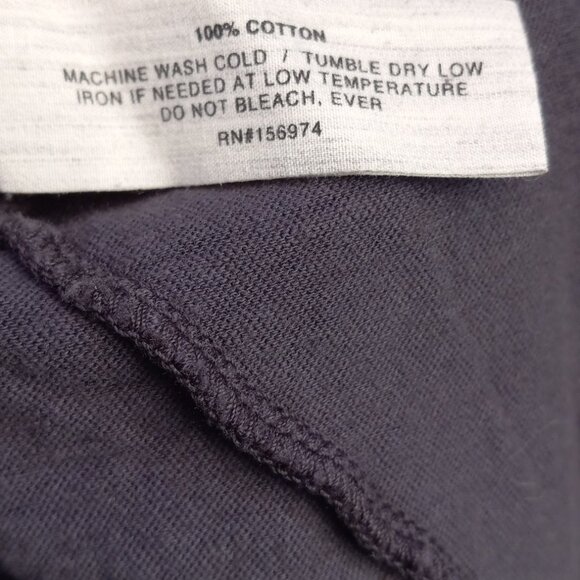 100% COTTON
MACHINE WASH COLD / TUMBLE DRY LOW
IRON IF NEEDED AT LOW TEMPERATURE
DO NOT BLEACH, EVER
RN#156974